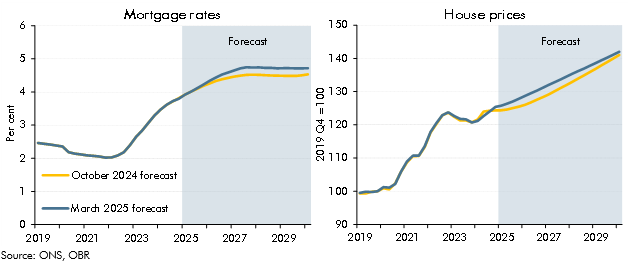 Mortgage rates
Per cent
6
5
4
3
2
1
0
Forecast
October 2024 forecast
March 2025 forecast
2019 2021 2023 2025 2027 2029
House prices
2019 Q4 =100
150
140
130
120
110
100
90
Forecast
2019 2021 2023 2025 2027 2029
Source: ONS, OBR